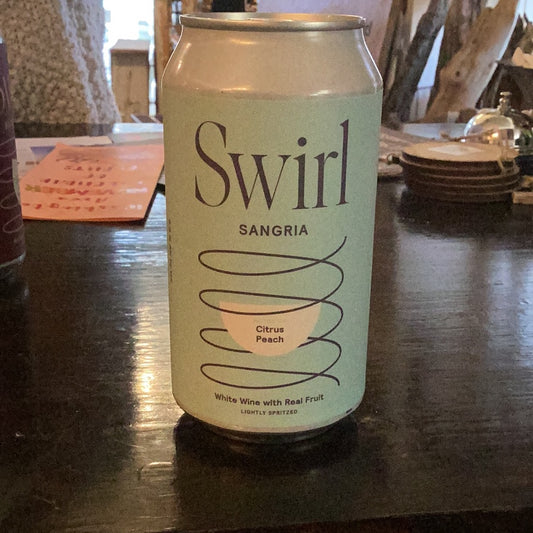 Swirl
SANGRIA
Citrus
Peach
White Wine with Real Fruit
LIGHTLY SPRITZED